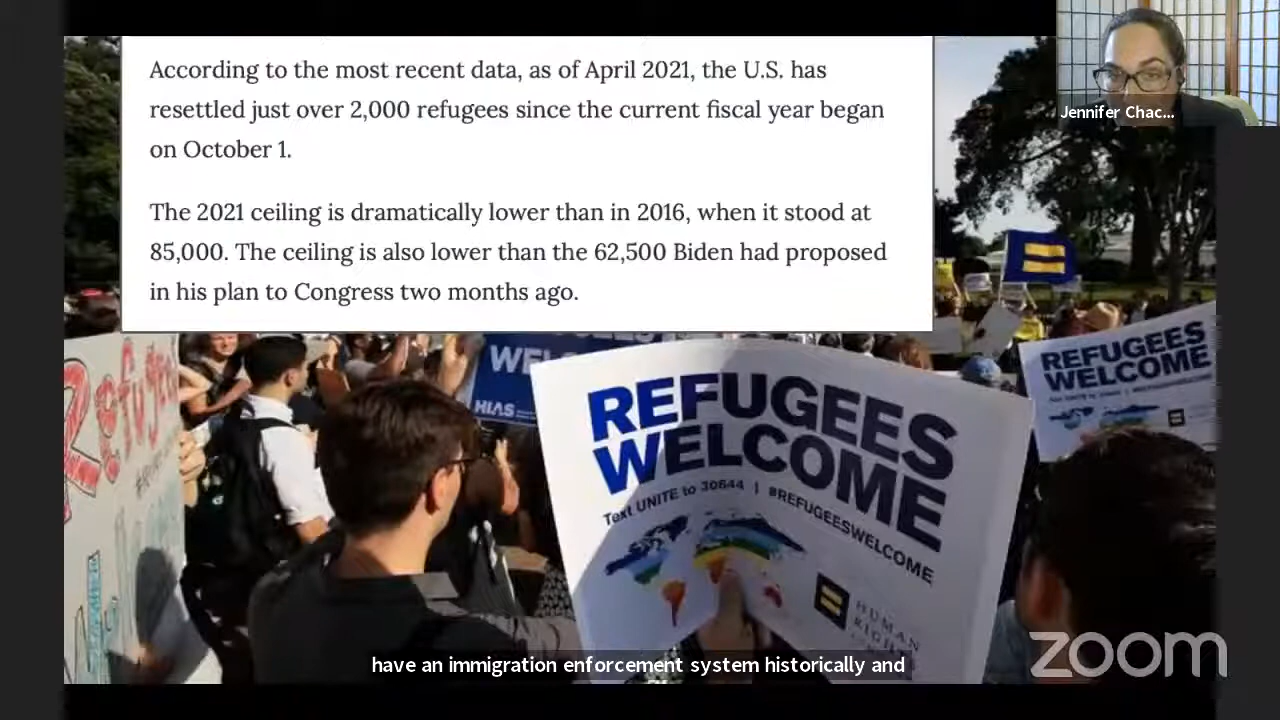 According to the most recent data, as of April 2021, the U.S. has
resettled just over 2,000 refugees since the current fiscal year began
on October 1.
The 2021 ceiling is dramatically lower than in 2016, when it stood at
85,000. The ceiling is also lower than the 62,500 Biden had proposed
in his plan to Congress two months ago.
Jennifer Chac...
HIAS
REFUGEES
WELCOME
Text UNITE to 30644 | #REFUGEESWELCOME
HUMAN
REFUGEES
WELCOME
have an immigration enforcement system historically and
zoom